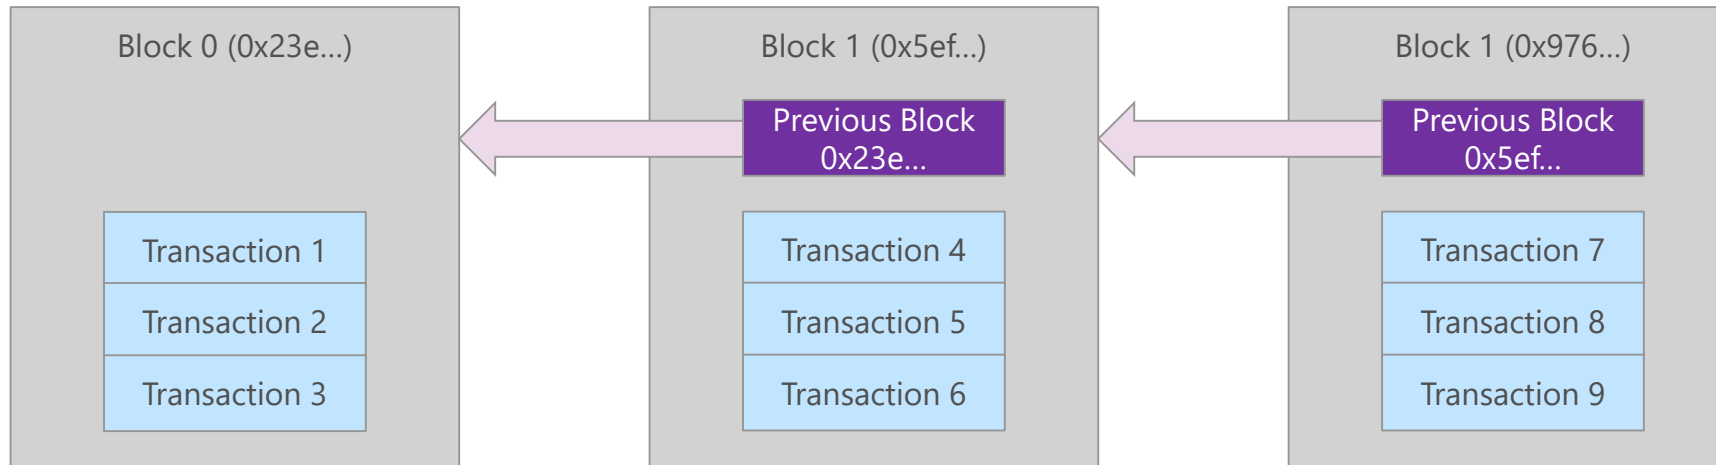 Block 0 (0x23e...)
Transaction 1
Transaction 2
Transaction 3
Block 1 (0x5ef...)
Previous Block
0x23e...
Transaction 4
Transaction 5
Transaction 6
Block 1 (0x976...)
Previous Block
0x5ef...
Transaction 7
Transaction 8
Transaction 9